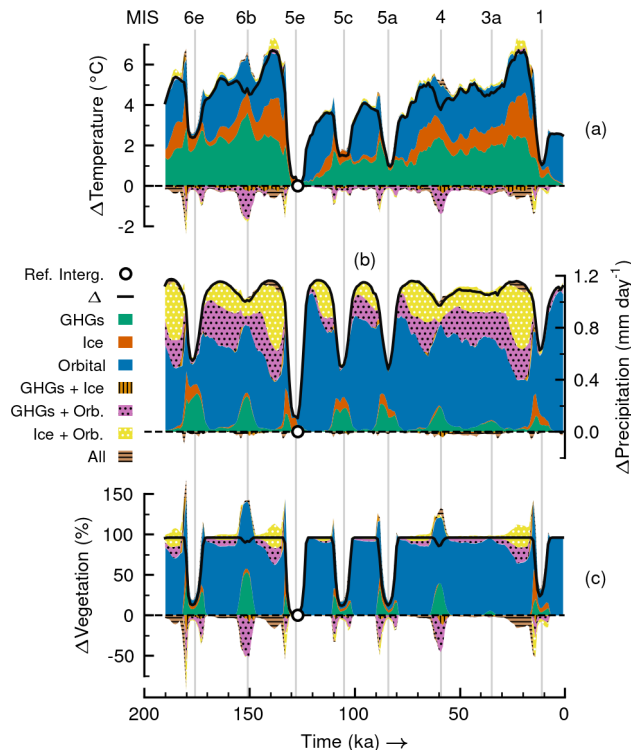 MIS 6e 6b 5e 5c 5a 4 3a 1
6
4
2
0
-2
ΔTemperature (°C)
(a)
(b)
Ref. Interg.
Δ
GHGs
Ice
Orbital
GHGs + Ice
GHGs + Orb.
Ice + Orb.
All
1.2
0.8
0.4
0.0
ΔPrecipitation (mm day⁻¹)
150
100
50
0
-50
ΔVegetation (%)
(c)
200 150 100 50 0
Time (ka) →